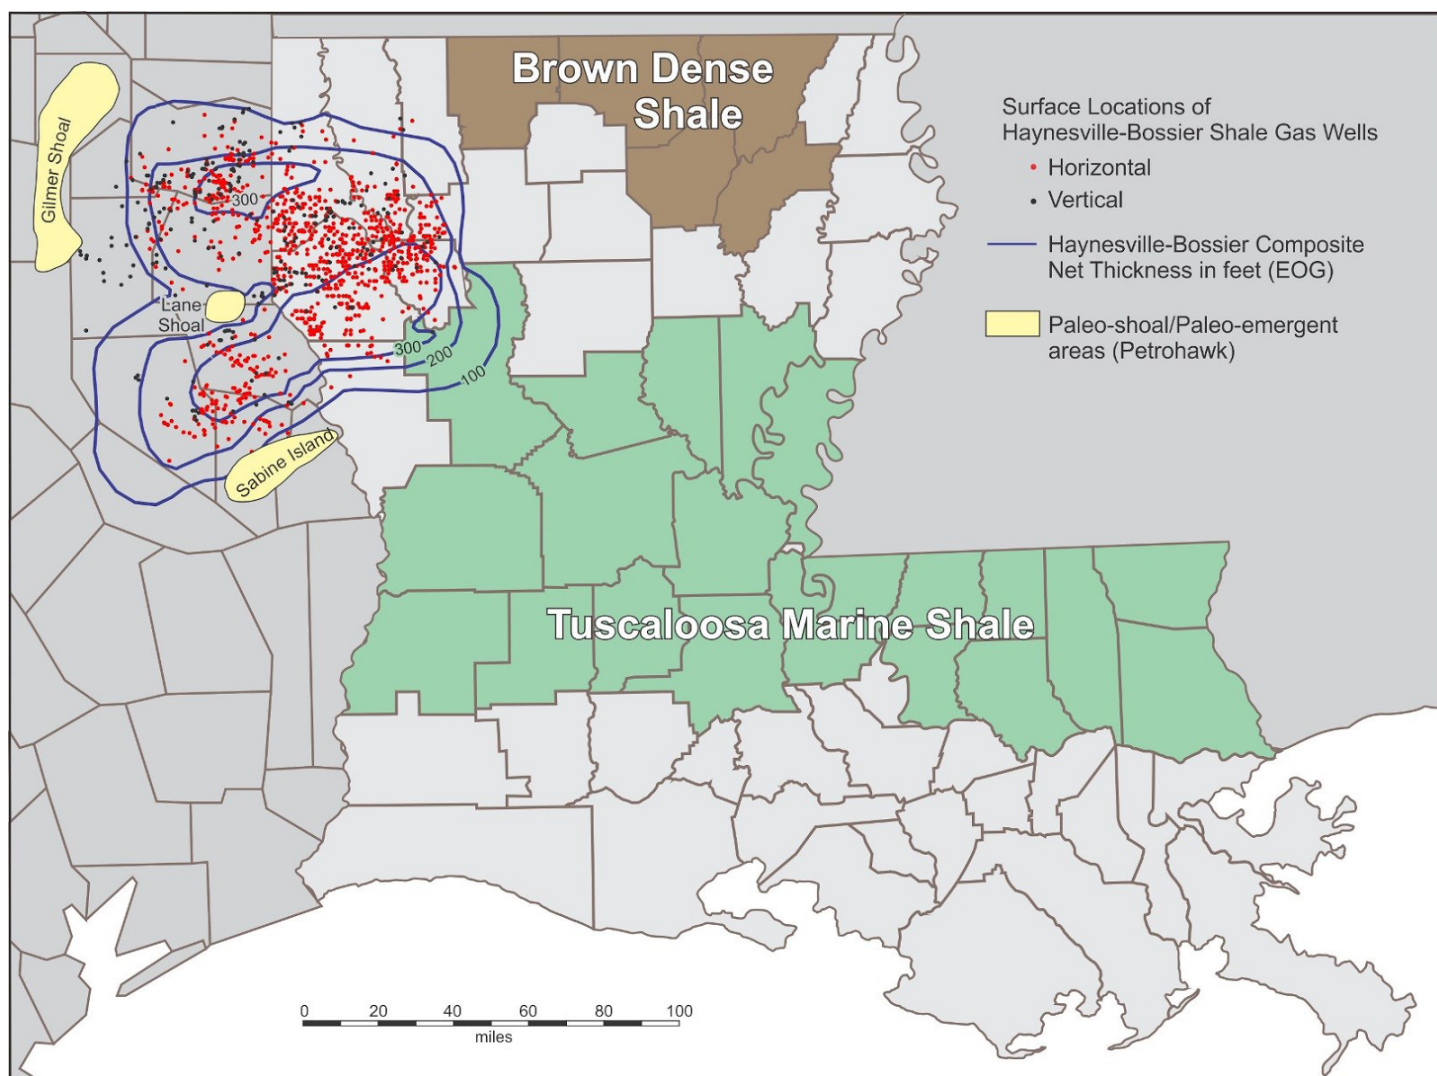 Brown Dense
Shale
Surface Locations of
Haynesville-Bossier Shale Gas Wells
Horizontal
Vertical
Haynesville-Bossier Composite
Net Thickness in feet (EOG)
Paleo-shoal/Paleo-emergent
areas (Petrohawk)
Gilmer Shoal
300
Lane
Shoal
300
200
100
Sabine Island
Tuscaloosa Marine Shale
0 20 40 60 80 100
miles